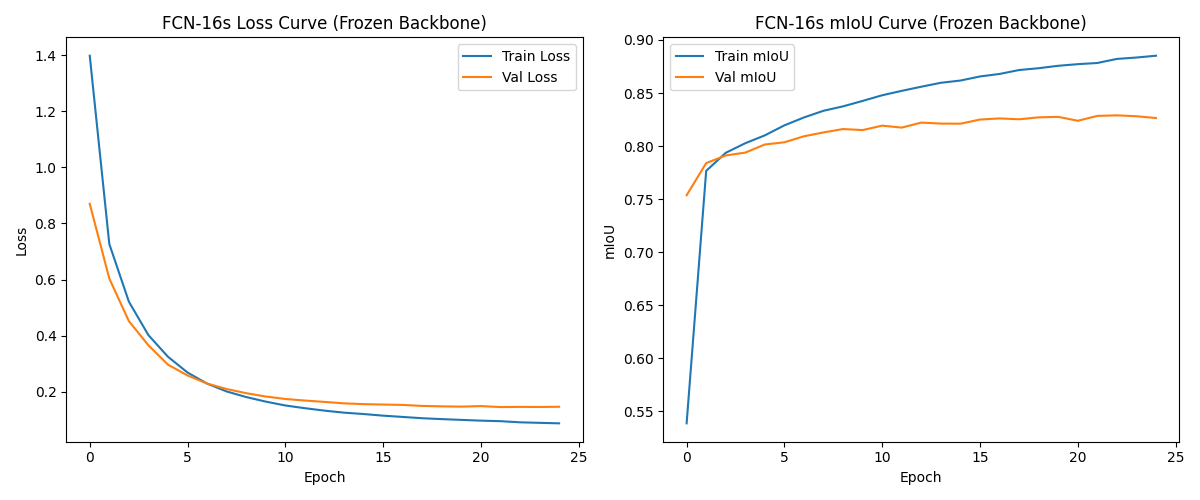 FCN-16s Loss Curve (Frozen Backbone)
Train Loss
Val Loss
1.4
1.2
1.0
0.8
0.6
0.4
0.2
Loss
0 5 10 15 20 25
Epoch
FCN-16s mIoU Curve (Frozen Backbone)
Train mIoU
Val mIoU
0.90
0.85
0.80
0.75
0.70
0.65
0.60
0.55
mIoU
0 5 10 15 20 25
Epoch